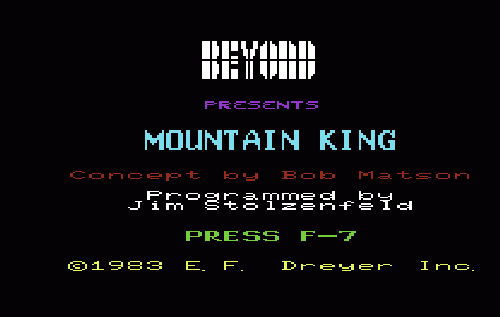 BEYOND
PRESENTS
MOUNTAIN KING
Concept by Bob Matson
Programmed by
Jim Stolzenfeld
PRESS F-7
©1983 E. F. Dreyer Inc.